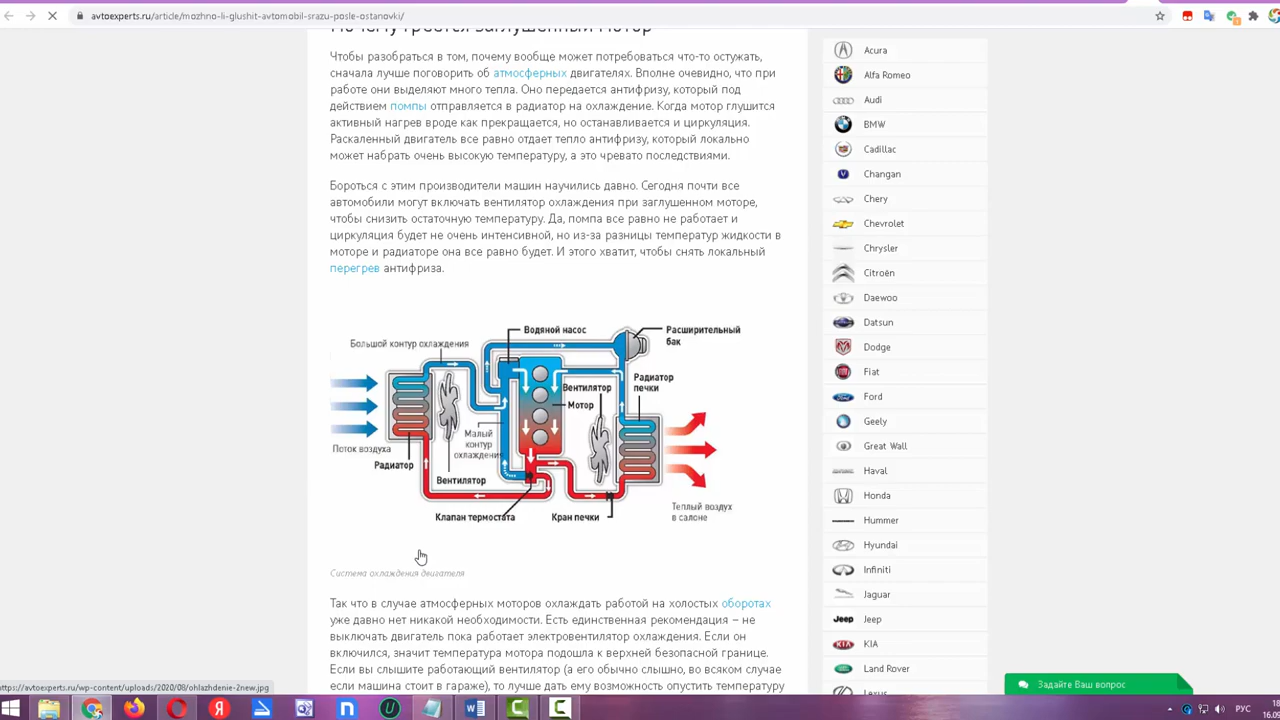 avtoexperts.ru/article/mozhno-li-glushit-avtomobil-srazu-posle-ostanovki/
Почему греется заглушенный мотор
Чтобы разобраться в том, почему вообще может потребоваться что-то остужать,
сначала лучше поговорить об атмосферных двигателях. Вполне очевидно, что при
работе они выделяют много тепла. Оно передается антифризу, который под
действием помпы отправляется в радиатор на охлаждение. Когда мотор глушится
активный нагрев вроде как прекращается, но останавливается и циркуляция.
Раскаленный двигатель все равно отдает тепло антифризу, который локально
может набрать очень высокую температуру, а это чревато последствиями.
Бороться с этим производители машин научились давно. Сегодня почти все
автомобили могут включать вентилятор охлаждения при заглушенном моторе,
чтобы снизить остаточную температуру. Да, помпа все равно не работает и
циркуляция будет не очень интенсивной, но из-за разницы температур жидкости в
моторе и радиаторе она все равно будет. И этого хватит, чтобы снять локальный
перегрев антифриза.
Водяной насос
Расширительный
бак
Большой контур охлаждения
Радиатор
печки
Вентилятор
Мотор
Малый
контур
охлаждения
Поток воздуха
Радиатор
Вентилятор
Клапан термостата
Кран печки
Теплый воздух
в салоне
Система охлаждения двигателя
Так что в случае атмосферных моторов охлаждать работой на холостых оборотах
уже давно нет никакой необходимости. Есть единственная рекомендация – не
выключать двигатель пока работает электровентилятор охлаждения. Если он
включился, значит температура мотора подошла к верхней безопасной границе.
Если вы слышите работающий вентилятор (а его обычно слышно, во всяком случае
если машина стоит в гараже), то лучше дать ему возможность опустить температуру
Acura
Alfa Romeo
Audi
BMW
Cadillac
Changan
Chery
Chevrolet
Chrysler
Citroën
Daewoo
Datsun
Dodge
Fiat
Ford
Geely
Great Wall
Haval
Honda
Hummer
Hyundai
Infiniti
Jaguar
Jeep
KIA
Land Rover
Lexus
Задайте Ваш вопрос
https://avtoexperts.ru/wp-content/uploads/2020/08/ohlazhdenie-2new.jpg
РУС
18
16.09